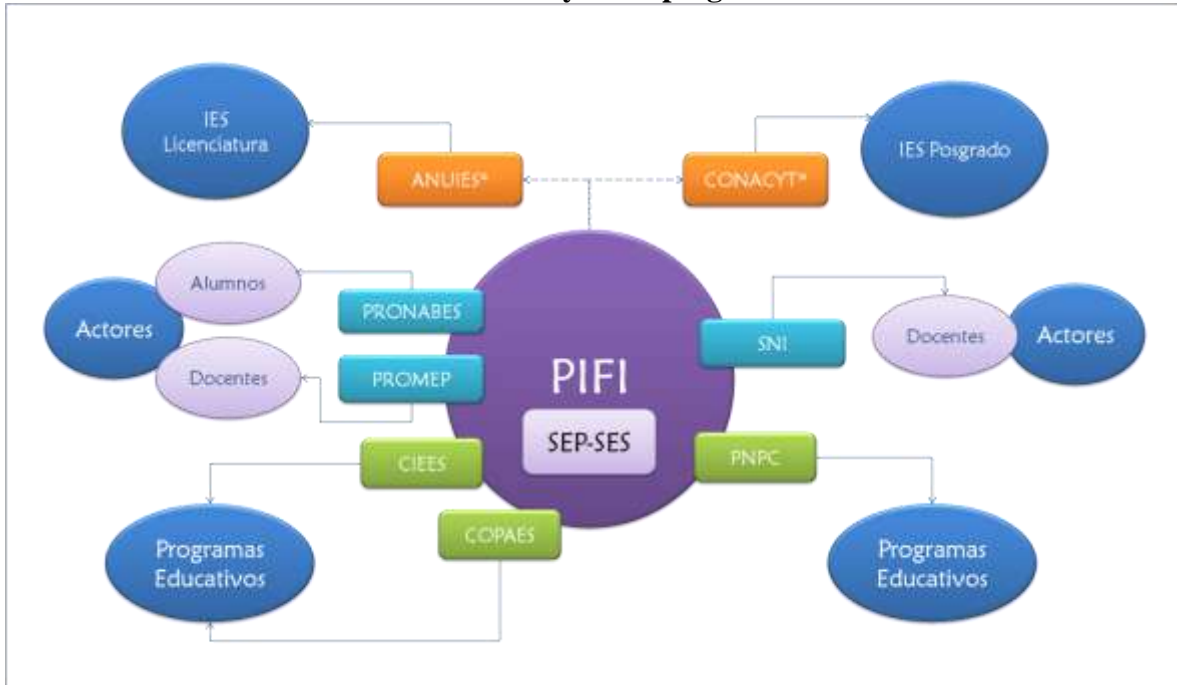 IES
Licenciatura
ANUIES*
CONACYT*
IES Posgrado
Alumnos
PRONABES
Actores
Docentes
PROMEP
PIFI
SEP-SES
SNI
Docentes
Actores
CIEES
PNPC
COPAES
Programas
Educativos
Programas
Educativos